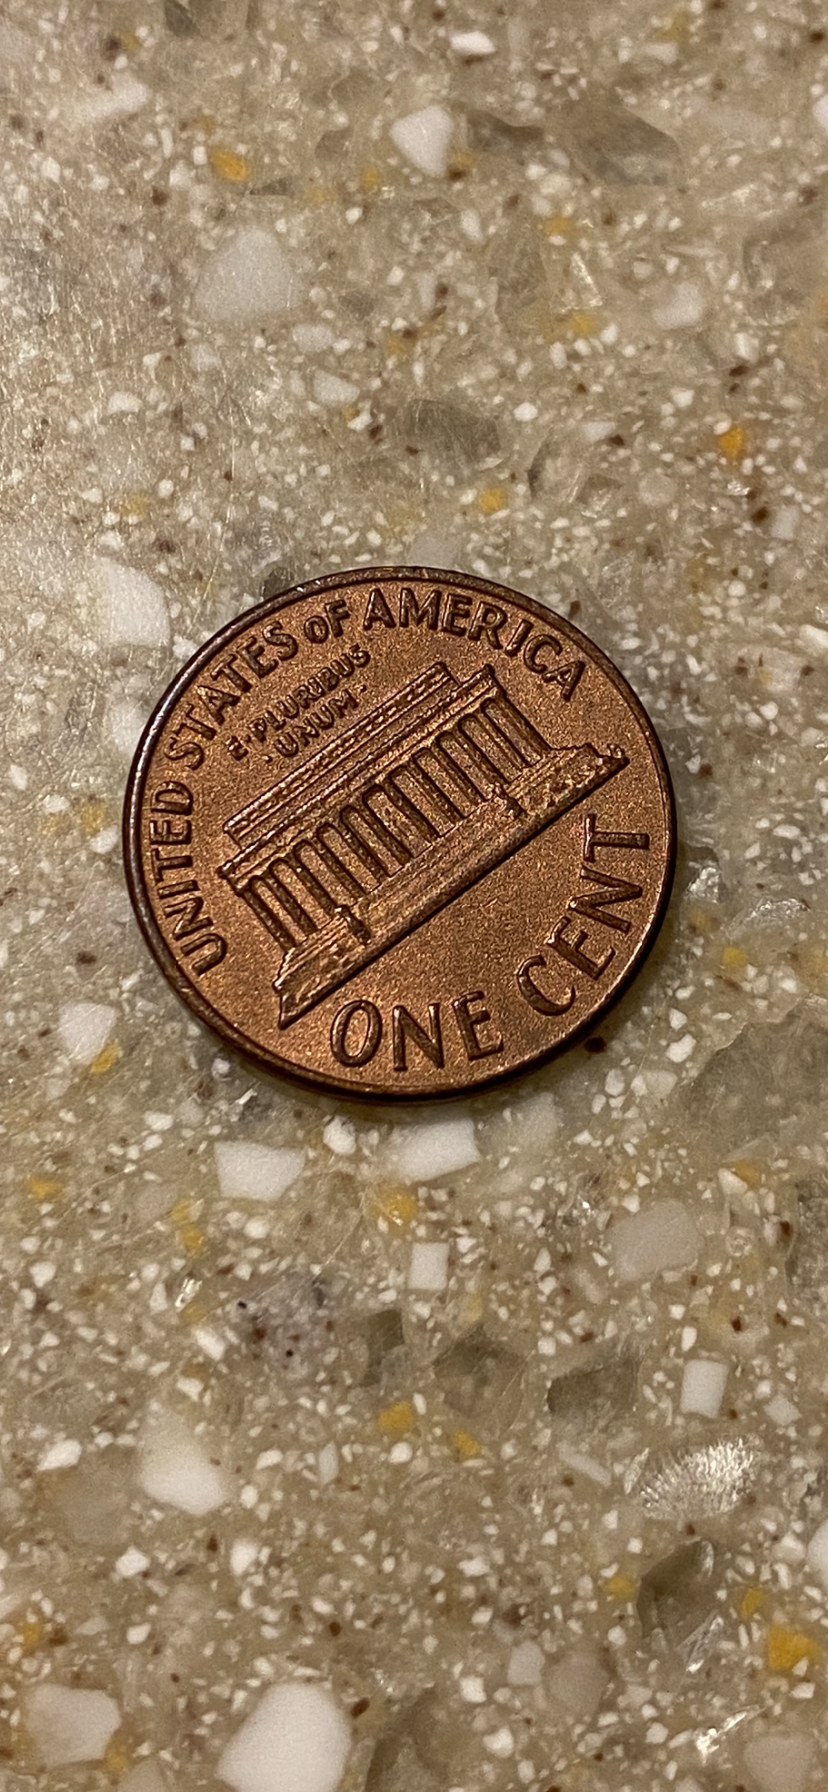 UNITED STATES OF AMERICA
E·PLURIBUS
·UNUM·
ONE CENT